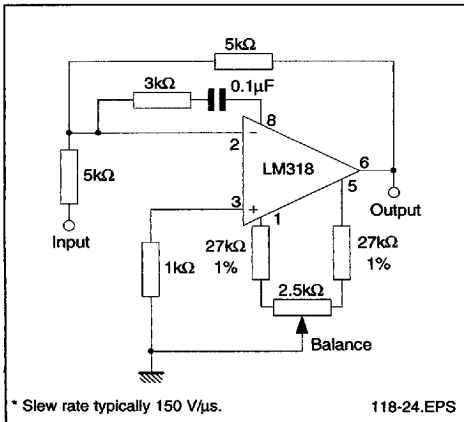 5kΩ
3kΩ
0.1μF
8
2
−
LM318
6
5kΩ
3
+
1
5
Output
Input
27kΩ
1%
27kΩ
1%
1kΩ
2.5kΩ
Balance
* Slew rate typically 150 V/μs.
118-24.EPS